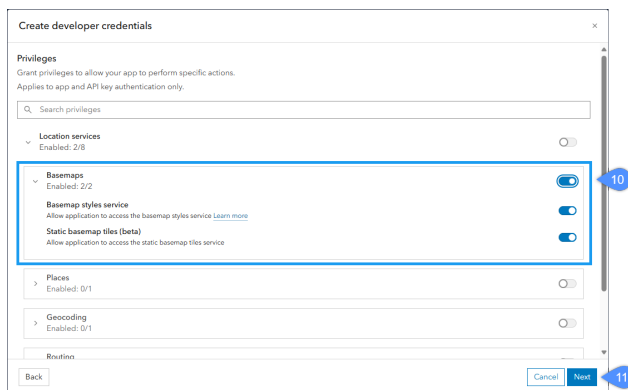 Create developer credentials
×
Privileges
Grant privileges to allow your app to perform specific actions.
Applies to app and API key authentication only.
Search privileges
Location services
Enabled: 2/8
Basemaps
Enabled: 2/2
10
Basemap styles service
Allow application to access the basemap styles service Learn more
Static basemap tiles (beta)
Allow application to access the static basemap tiles service
Places
Enabled: 0/1
Geocoding
Enabled: 0/1
Routing
Back
Cancel
Next
11